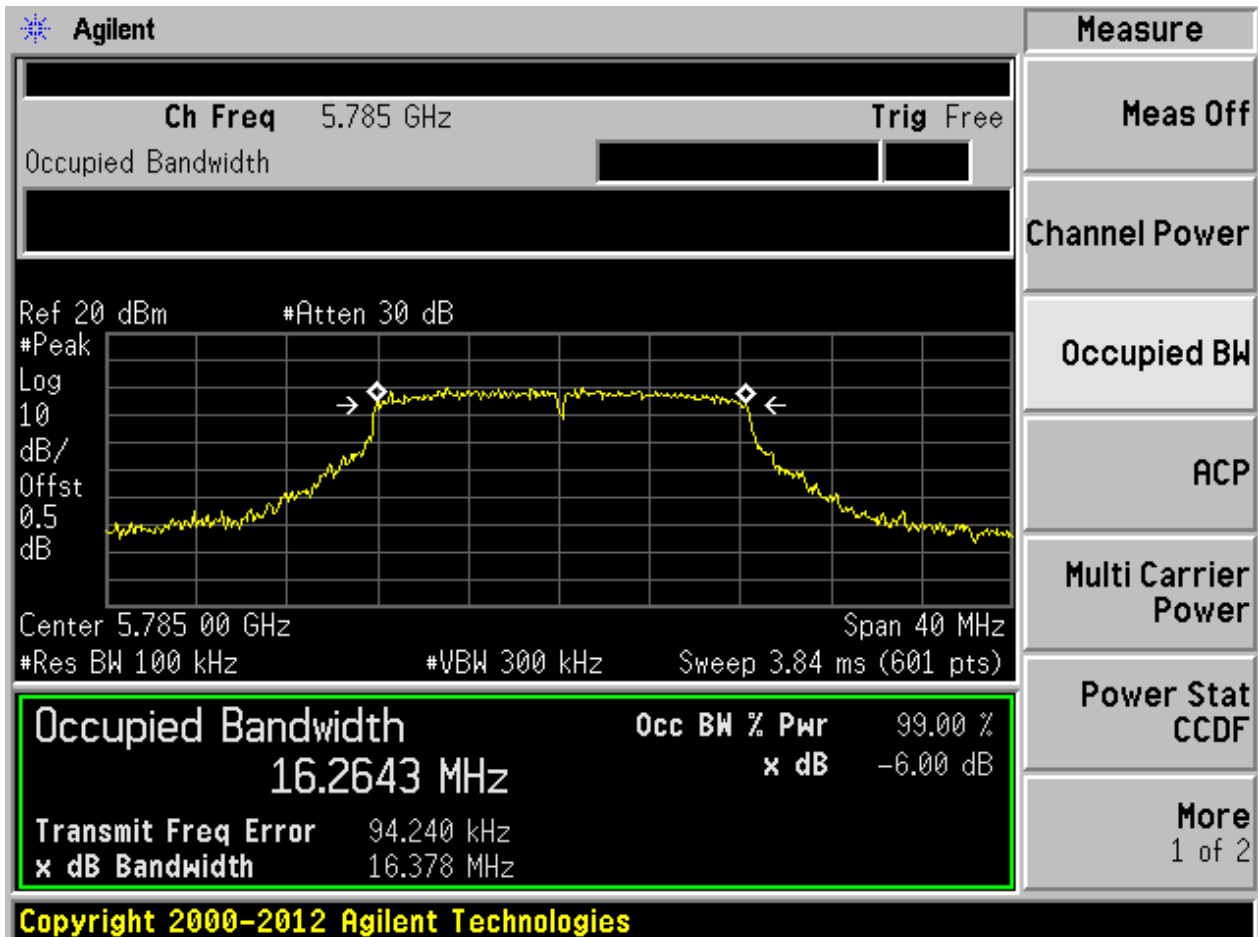 Agilent
Measure
Ch Freq 5.785 GHz Trig Free
Occupied Bandwidth
Meas Off
Channel Power
Occupied BW
ACP
Multi Carrier
Power
Power Stat
CCDF
More
1 of 2
Ref 20 dBm #Atten 30 dB
#Peak
Log
10
dB/
Offst
0.5
dB
Center 5.785 00 GHz Span 40 MHz
#Res BW 100 kHz #VBW 300 kHz Sweep 3.84 ms (601 pts)
Occupied Bandwidth Occ BW % Pwr 99.00 %
16.2643 MHz x dB -6.00 dB
Transmit Freq Error 94.240 kHz
x dB Bandwidth 16.378 MHz
Copyright 2000-2012 Agilent Technologies